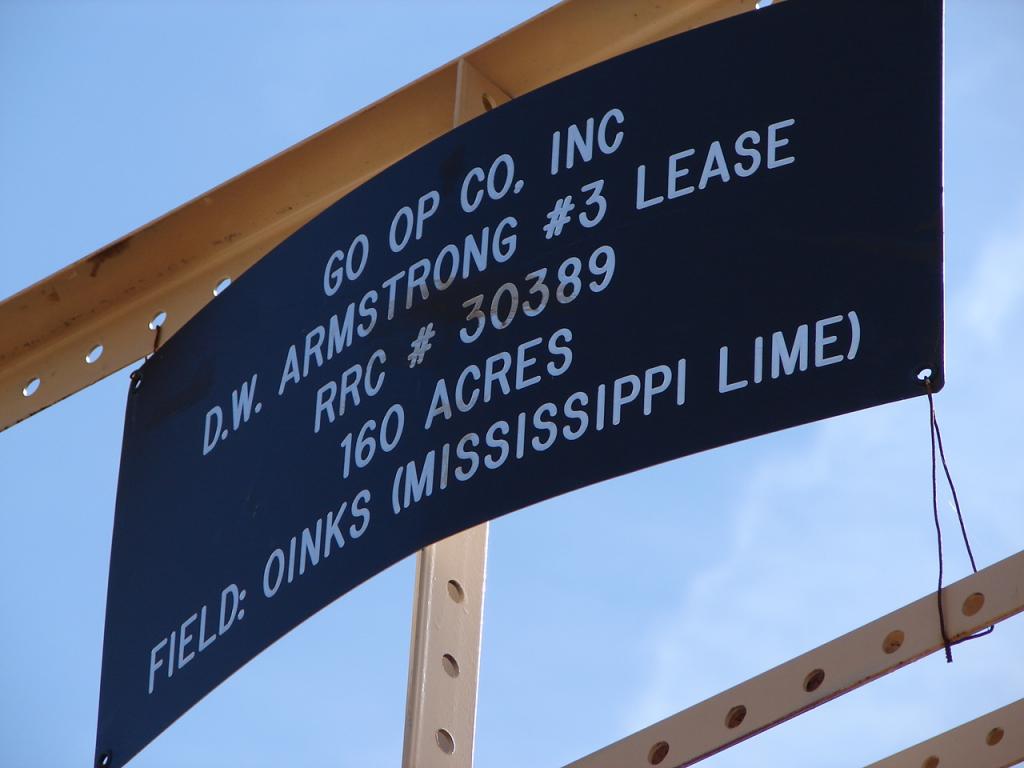 GO OP CO. INC
D.W. ARMSTRONG #3 LEASE
RRC # 30389
160 ACRES
FIELD: OINKS (MISSISSIPPI LIME)